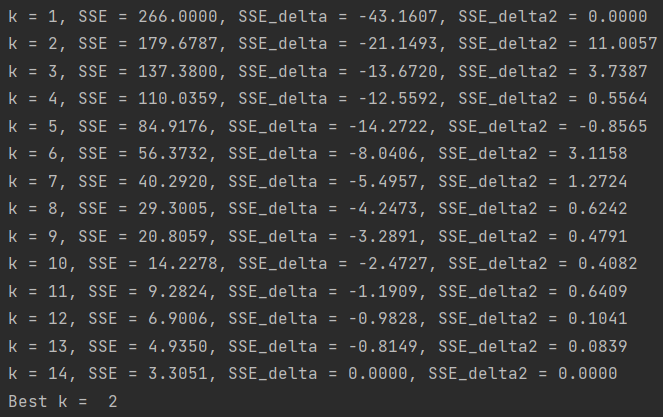 k = 1, SSE = 266.0000, SSE_delta = -43.1607, SSE_delta2 = 0.0000
k = 2, SSE = 179.6787, SSE_delta = -21.1493, SSE_delta2 = 11.0057
k = 3, SSE = 137.3800, SSE_delta = -13.6720, SSE_delta2 = 3.7387
k = 4, SSE = 110.0359, SSE_delta = -12.5592, SSE_delta2 = 0.5564
k = 5, SSE = 84.9176, SSE_delta = -14.2722, SSE_delta2 = -0.8565
k = 6, SSE = 56.3732, SSE_delta = -8.0406, SSE_delta2 = 3.1158
k = 7, SSE = 40.2920, SSE_delta = -5.4957, SSE_delta2 = 1.2724
k = 8, SSE = 29.3005, SSE_delta = -4.2473, SSE_delta2 = 0.6242
k = 9, SSE = 20.8059, SSE_delta = -3.2891, SSE_delta2 = 0.4791
k = 10, SSE = 14.2278, SSE_delta = -2.4727, SSE_delta2 = 0.4082
k = 11, SSE = 9.2824, SSE_delta = -1.1909, SSE_delta2 = 0.6409
k = 12, SSE = 6.9006, SSE_delta = -0.9828, SSE_delta2 = 0.1041
k = 13, SSE = 4.9350, SSE_delta = -0.8149, SSE_delta2 = 0.0839
k = 14, SSE = 3.3051, SSE_delta = 0.0000, SSE_delta2 = 0.0000
Best k =  2